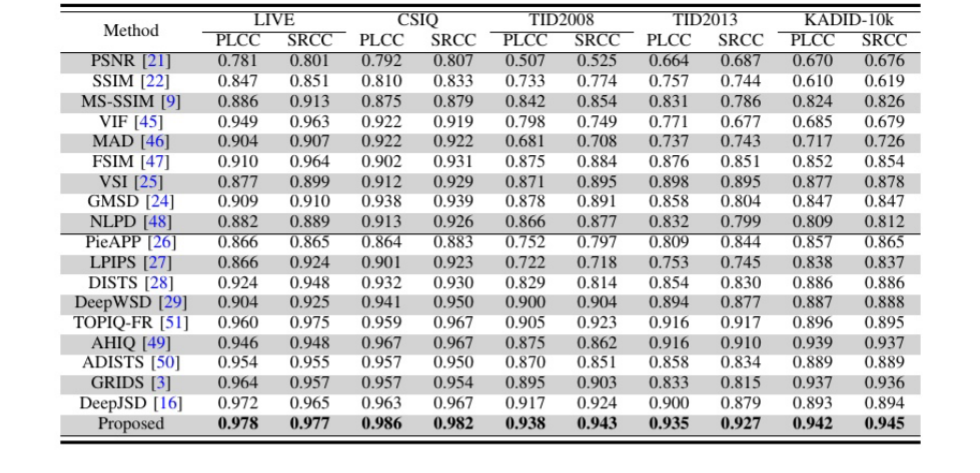 Method LIVE CSIQ TID2008 TID2013 KADID-10k
PLCC SRCC PLCC SRCC PLCC SRCC PLCC SRCC PLCC SRCC
PSNR [21] 0.781 0.801 0.792 0.807 0.507 0.525 0.664 0.687 0.670 0.676
SSIM [22] 0.847 0.851 0.810 0.833 0.733 0.774 0.757 0.744 0.610 0.619
MS-SSIM [9] 0.886 0.913 0.875 0.879 0.842 0.854 0.831 0.786 0.824 0.826
VIF [45] 0.949 0.963 0.922 0.919 0.798 0.749 0.771 0.677 0.685 0.679
MAD [46] 0.904 0.907 0.922 0.922 0.681 0.708 0.737 0.743 0.717 0.726
FSIM [47] 0.910 0.964 0.902 0.931 0.875 0.884 0.876 0.851 0.852 0.854
VSI [25] 0.877 0.899 0.912 0.929 0.871 0.895 0.898 0.895 0.877 0.878
GMSD [24] 0.909 0.910 0.938 0.939 0.878 0.891 0.858 0.804 0.847 0.847
NLPD [48] 0.882 0.889 0.913 0.926 0.866 0.877 0.832 0.799 0.809 0.812
PieAPP [26] 0.866 0.865 0.864 0.883 0.752 0.797 0.809 0.844 0.857 0.865
LPIPS [27] 0.866 0.924 0.901 0.923 0.722 0.718 0.753 0.745 0.838 0.837
DISTS [28] 0.924 0.948 0.932 0.930 0.829 0.814 0.854 0.830 0.886 0.886
DeepWSD [29] 0.904 0.925 0.941 0.950 0.900 0.904 0.894 0.877 0.887 0.888
TOPIQ-FR [51] 0.960 0.975 0.959 0.967 0.905 0.923 0.916 0.917 0.896 0.895
AHIQ [49] 0.946 0.948 0.967 0.967 0.875 0.862 0.916 0.910 0.939 0.937
ADISTS [50] 0.954 0.955 0.957 0.950 0.870 0.851 0.858 0.834 0.889 0.889
GRIDS [3] 0.964 0.957 0.957 0.954 0.895 0.903 0.833 0.815 0.937 0.936
DeepJSD [16] 0.972 0.965 0.963 0.967 0.917 0.924 0.900 0.879 0.893 0.894
Proposed 0.978 0.977 0.986 0.982 0.938 0.943 0.935 0.927 0.942 0.945